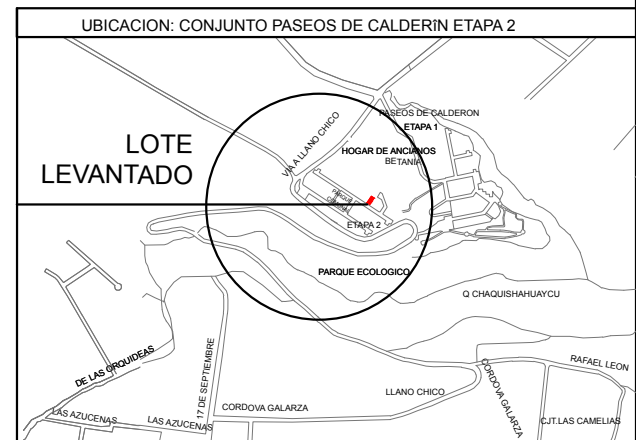 UBICACION: CONJUNTO PASEOS DE CALDERîN ETAPA 2
LOTE
LEVANTADO
VIA A LLANO CHICO
PASEOS DE CALDERON
ETAPA 1
HOGAR DE ANCIANOS
BETANIA
ETAPA 2
PARQUE ECOLOGICO
Q CHAQUISHAHUAYCU
DE LAS ORQUIDEAS
17 DE SEPTIEMBRE
LAS AZUCENAS
LAS AZUCENAS
CORDOVA GALARZA
LLANO CHICO
CORDOVA GALARZA
RAFAEL LEON
CJT.LAS CAMELIAS